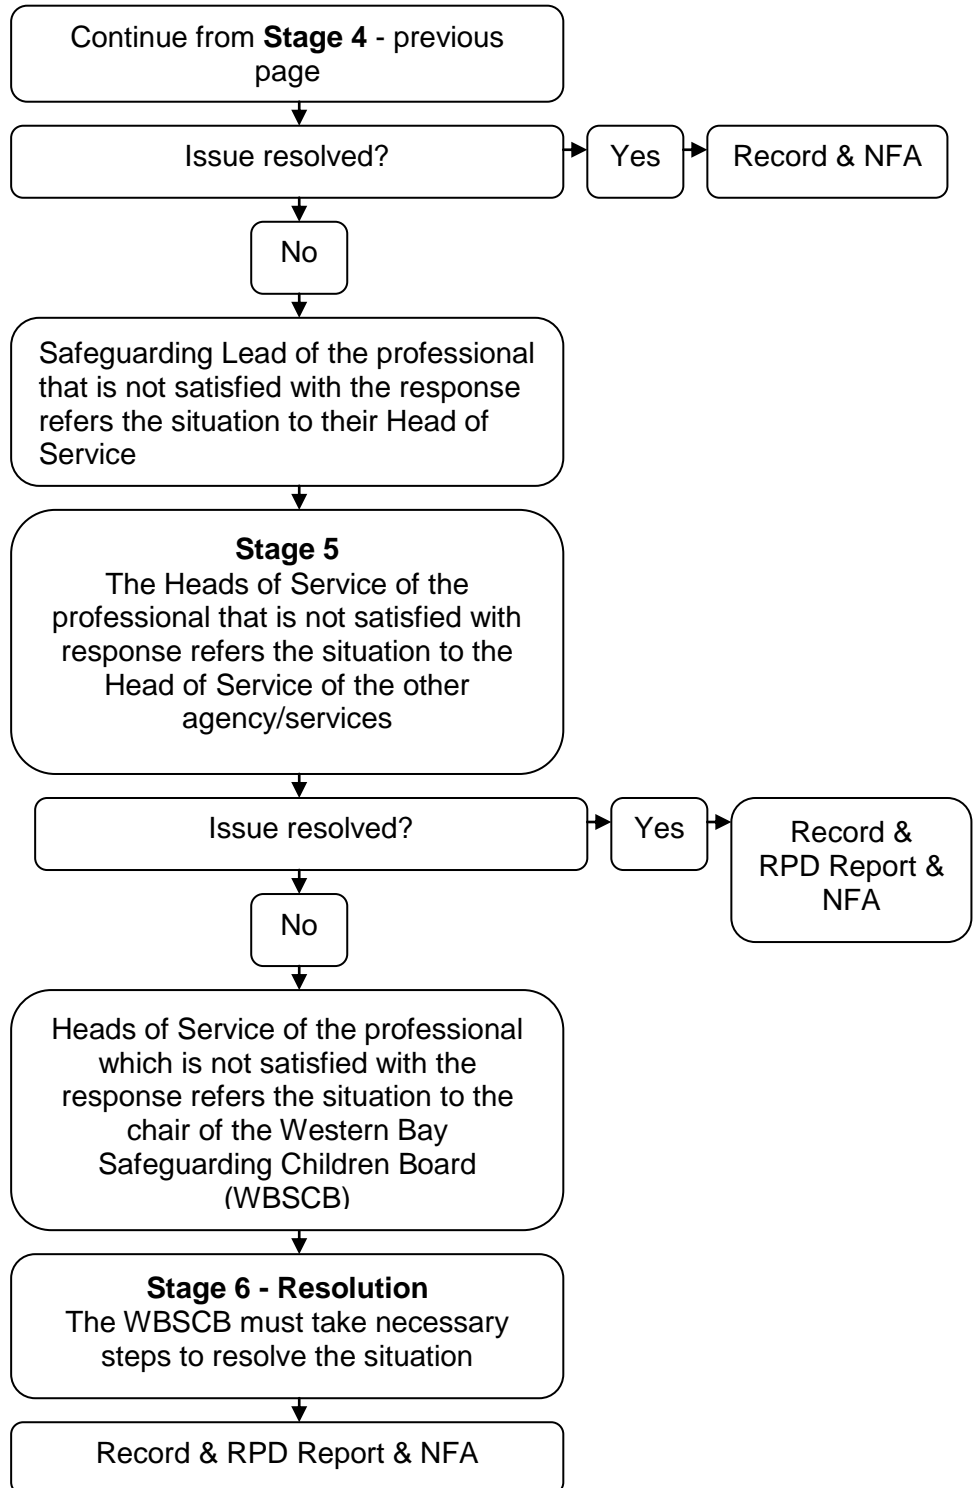 Continue from Stage 4 - previous
page
Issue resolved?
Yes
Record & NFA
No
Safeguarding Lead of the professional
that is not satisfied with the response
refers the situation to their Head of
Service
Stage 5
The Heads of Service of the
professional that is not satisfied with
response refers the situation to the
Head of Service of the other
agency/services
Issue resolved?
Yes
Record &
RPD Report &
NFA
No
Heads of Service of the professional
which is not satisfied with the
response refers the situation to the
chair of the Western Bay
Safeguarding Children Board
(WBSCB)
Stage 6 - Resolution
The WBSCB must take necessary
steps to resolve the situation
Record & RPD Report & NFA